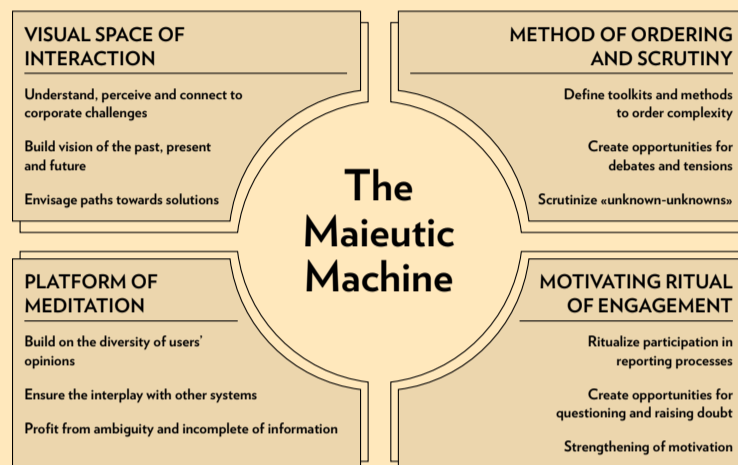 VISUAL SPACE OF
INTERACTION
Understand, perceive and connect to
corporate challenges
Build vision of the past, present
and future
Envisage paths towards solutions
METHOD OF ORDERING
AND SCRUTINY
Define toolkits and methods
to order complexity
Create opportunities for
debates and tensions
Scrutinize «unknown-unknowns»
The
Maieutic
Machine
PLATFORM OF
MEDITATION
Build on the diversity of users’
opinions
Ensure the interplay with other systems
Profit from ambiguity and incomplete of information
MOTIVATING RITUAL
OF ENGAGEMENT
Ritualize participation in
reporting processes
Create opportunities for
questioning and raising doubt
Strengthening of motivation